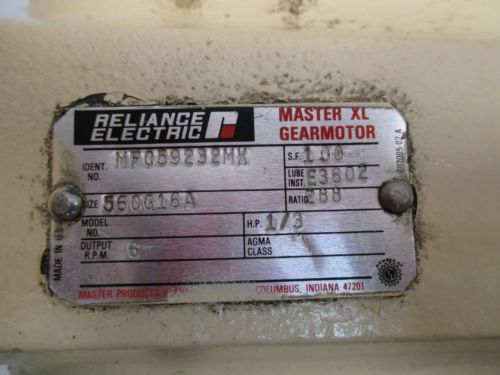 RELIANCE ELECTRIC
MASTER XL
GEARMOTOR
IDENT. NO. MF059232MK
S.F. 1.00
LUBE INST. E3602
SIZE 56CG16A
RATIO 288
MODEL NO.
H.P. 1/3
OUTPUT R.P.M. 6
AGMA CLASS
MADE IN
MASTER PRODUCTS
COLUMBUS, INDIANA 47201